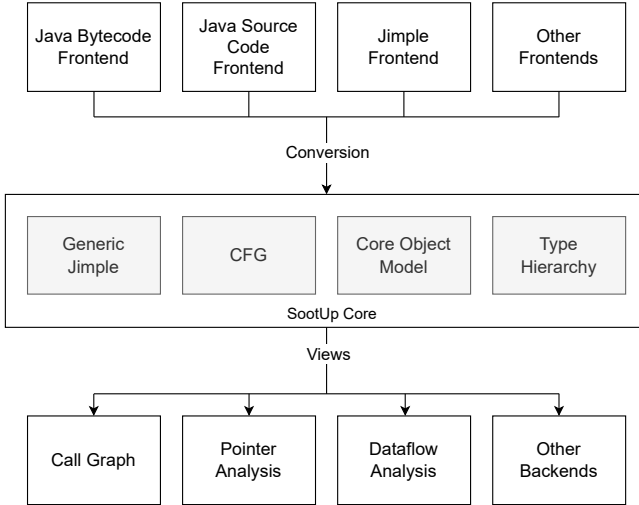 Java Bytecode
Frontend
Java Source
Code
Frontend
Jimple
Frontend
Other
Frontends
Conversion
Generic
Jimple
CFG
Core Object
Model
Type
Hierarchy
SootUp Core
Views
Call Graph
Pointer
Analysis
Dataflow
Analysis
Other
Backends